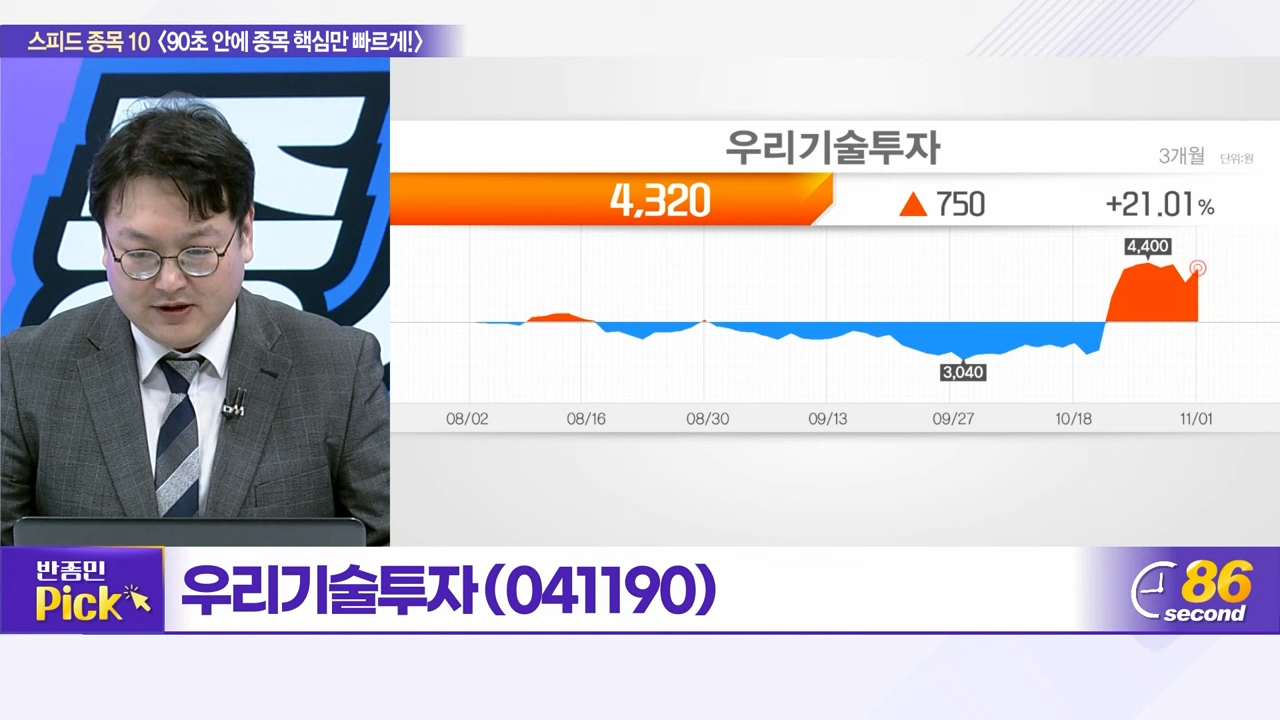 스피드 종목 10 〈90초 안에 종목 핵심만 빠르게!〉
우리기술투자
3개월 단위:원
4,320 ▲ 750 +21.01%
4,400
3,040
08/02 08/16 08/30 09/13 09/27 10/18 11/01
반종민
Pick
우리기술투자(041190)
86
second